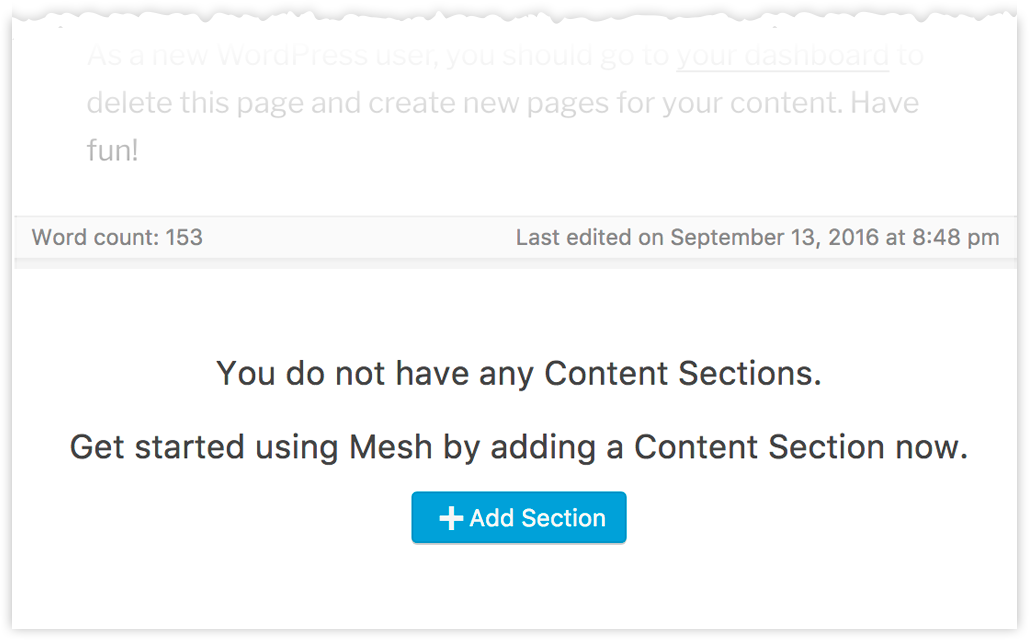 As a new WordPress user, you should go to your dashboard to
delete this page and create new pages for your content. Have
fun!
Word count: 153
Last edited on September 13, 2016 at 8:48 pm
You do not have any Content Sections.
Get started using Mesh by adding a Content Section now.
Add Section